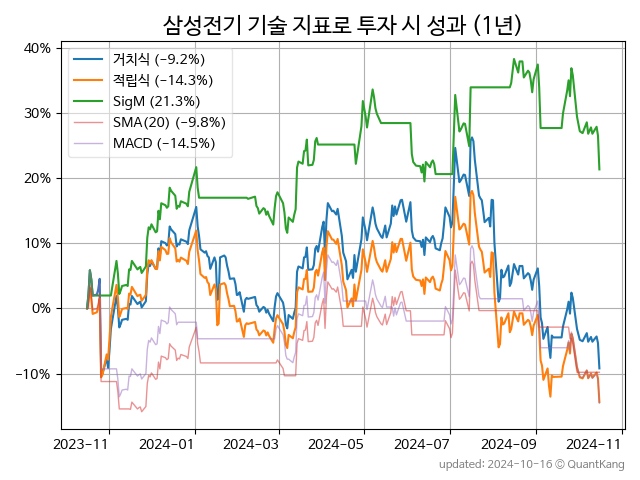 삼성전기 기술 지표로 투자 시 성과 (1년)
거치식 (−9.2%)
적립식 (−14.3%)
SigM (21.3%)
SMA(20) (−9.8%)
MACD (−14.5%)
40%
30%
20%
10%
0%
−10%
2023-11 2024-01 2024-03 2024-05 2024-07 2024-09 2024-11
updated: 2024-10-16 © QuantKang